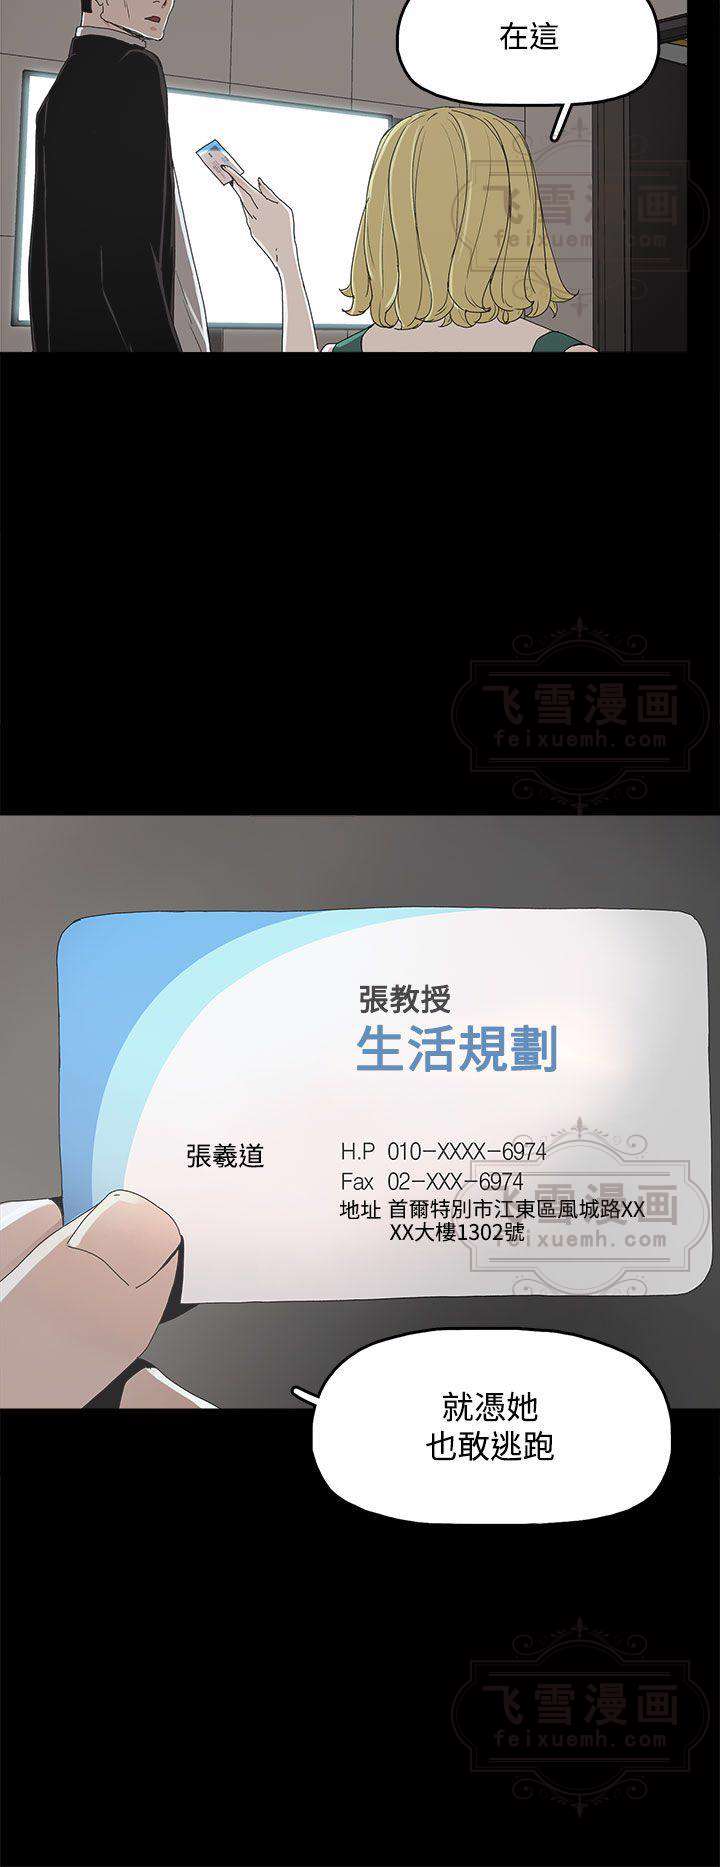 在這
飞雪漫画
feixuemh.com
飞雪漫画
feixuemh.com
張教授
生活規劃
張羲道
H.P 010-XXXX-6974
Fax 02-XXX-6974
地址 首爾特別市江東區風城路XX
XX大樓1302號
飞雪漫画
feixuemh.com
就憑她
也敢逃跑
飞雪漫画
feixuemh.com